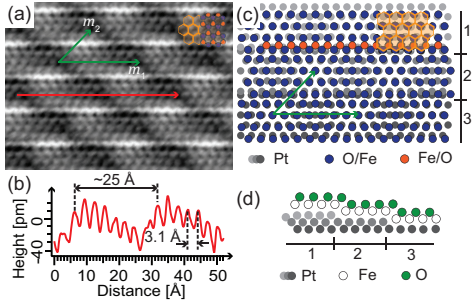 (a)
m2
m1
(b)
Height [pm]
0
-40
~25 Å
3.1 Å
0 10 20 30 40 50
Distance [Å]
(c)
1
2
3
Pt O/Fe Fe/O
(d)
1 2 3
Pt Fe O